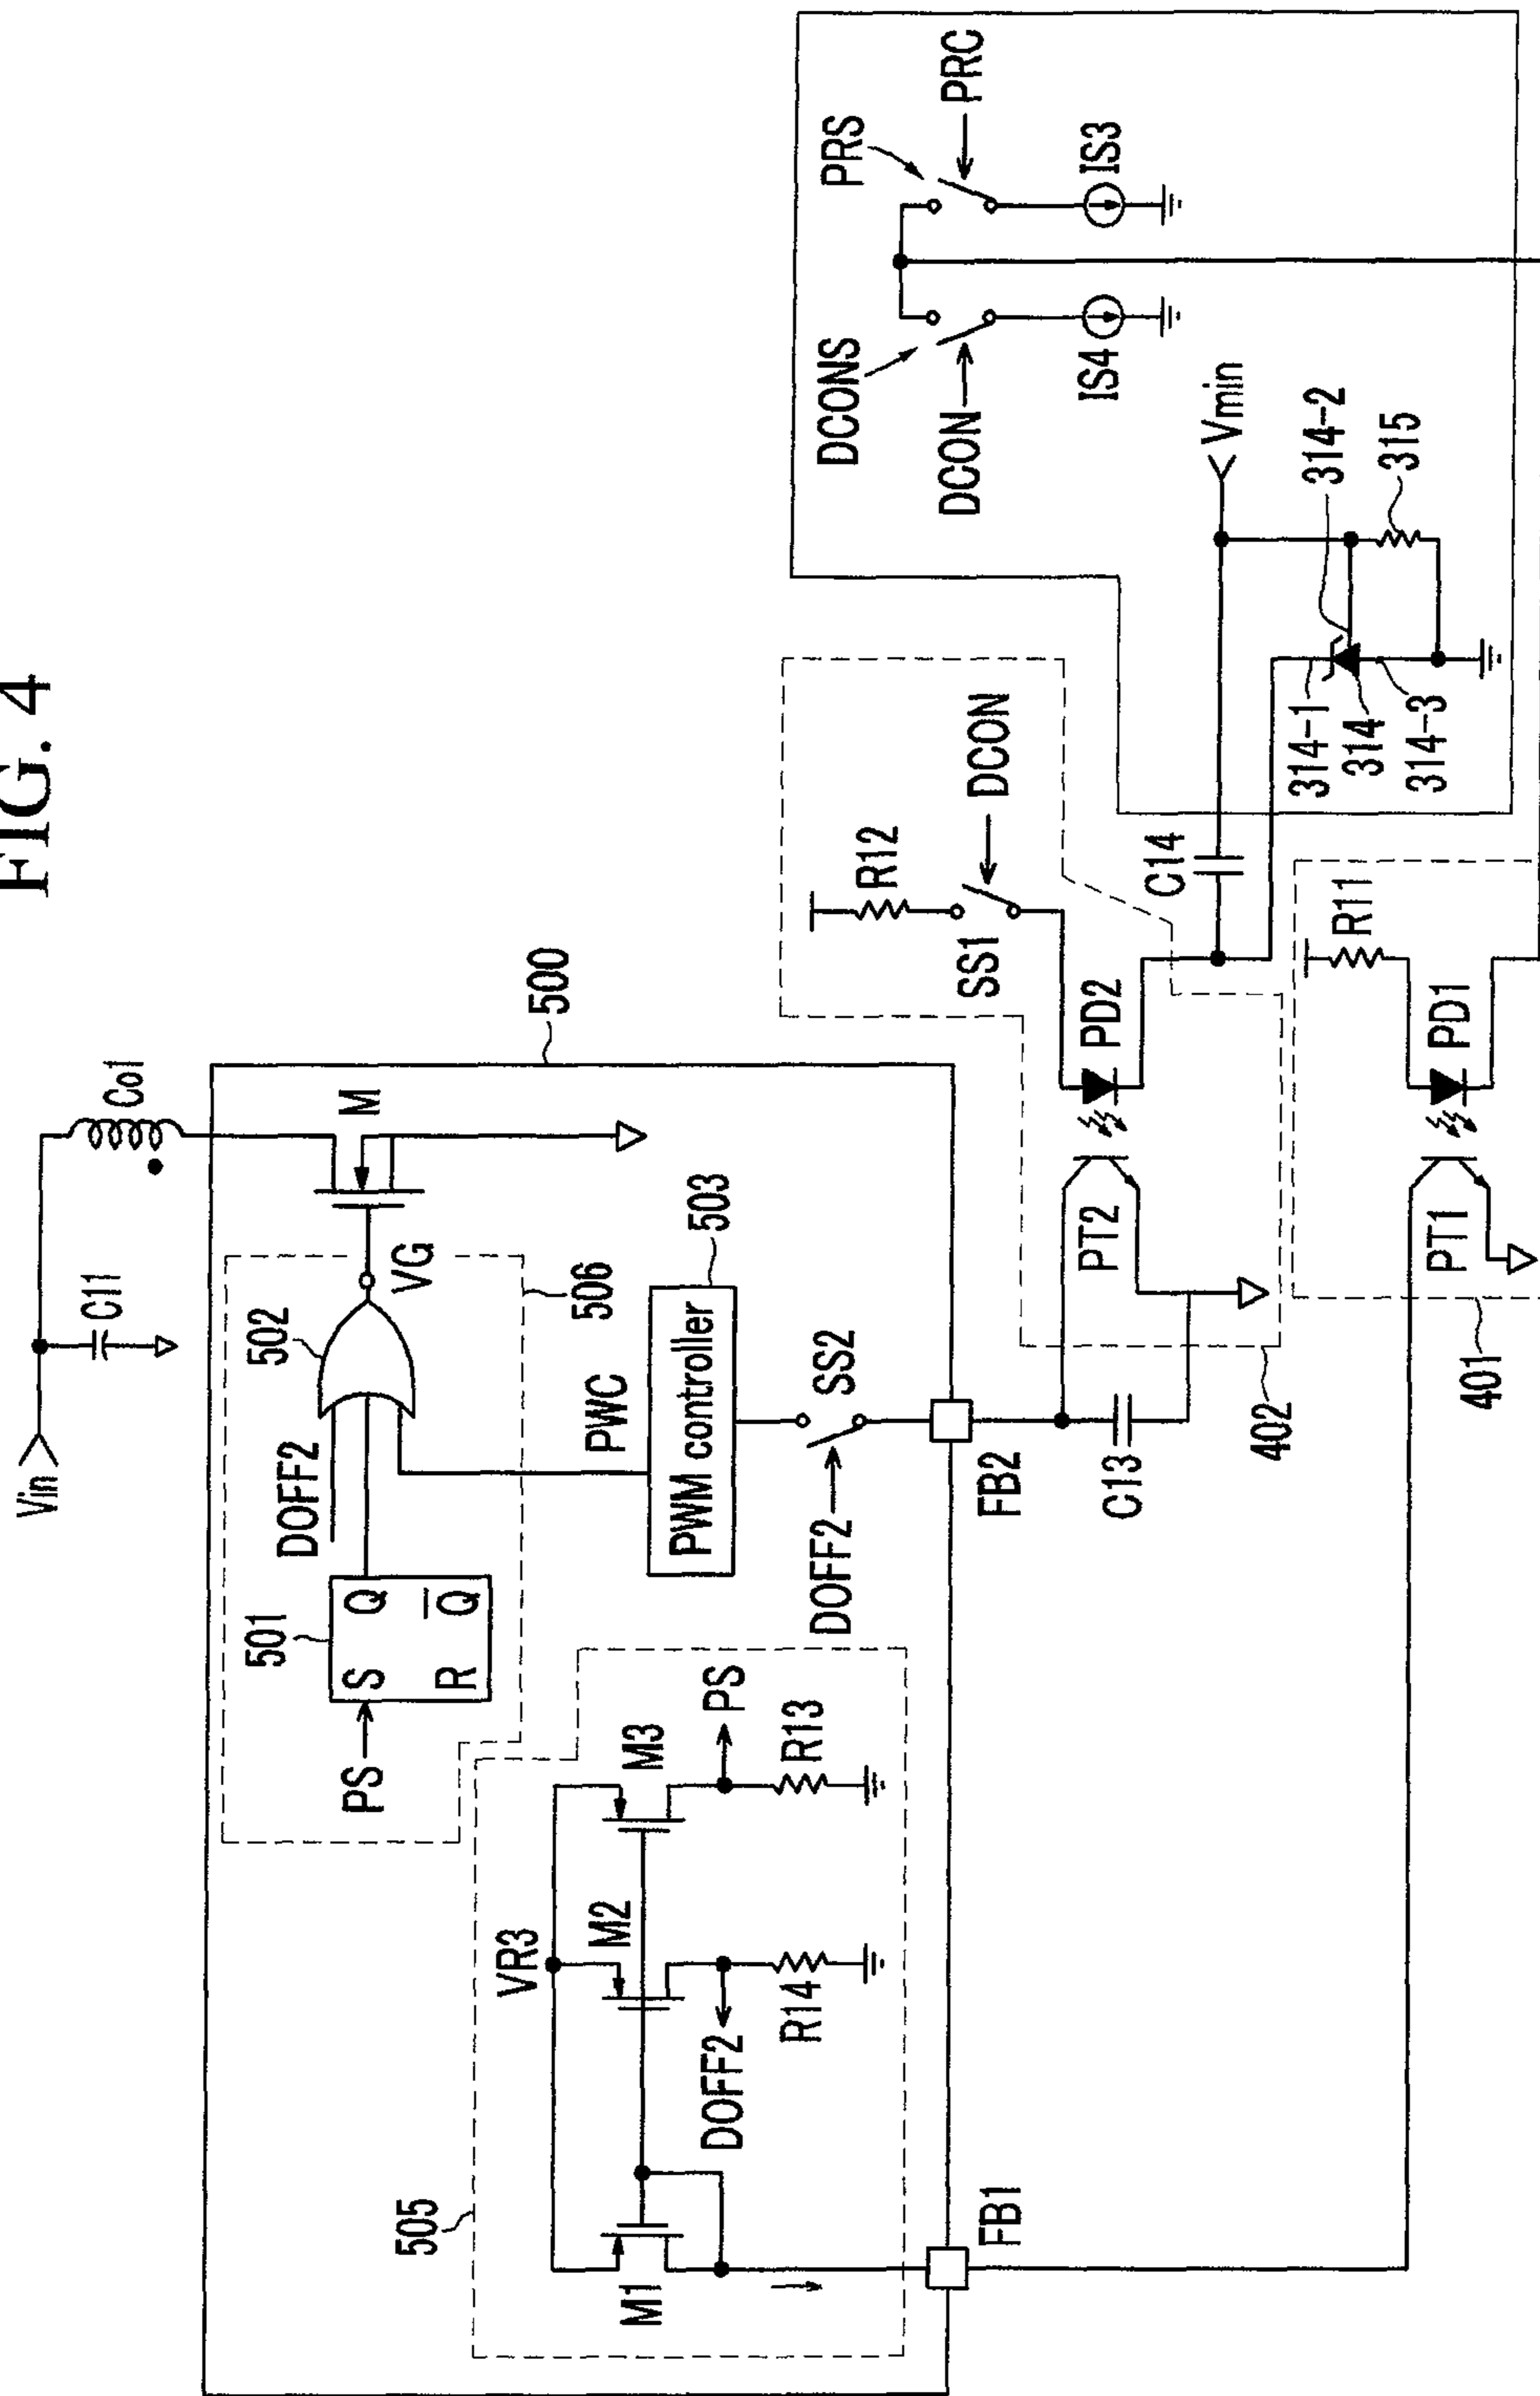 FIG. 4
Vin
C11
Co1
500
M
VG
502
DOFF2
501
S
Q
R
Q
PS
506
PWC
503
PWM controller
SS2
DOFF2
FB2
505
VR3
M1
M2
M3
DOFF2
R14
PS
R13
FB1
C13
402
PT2
PD2
SS1
R12
DCON
C14
401
PT1
PD1
R11
PRS
PRC
IS3
DCONS
DCON
IS4
Vmin
314-2
315
314-1
314
314-3